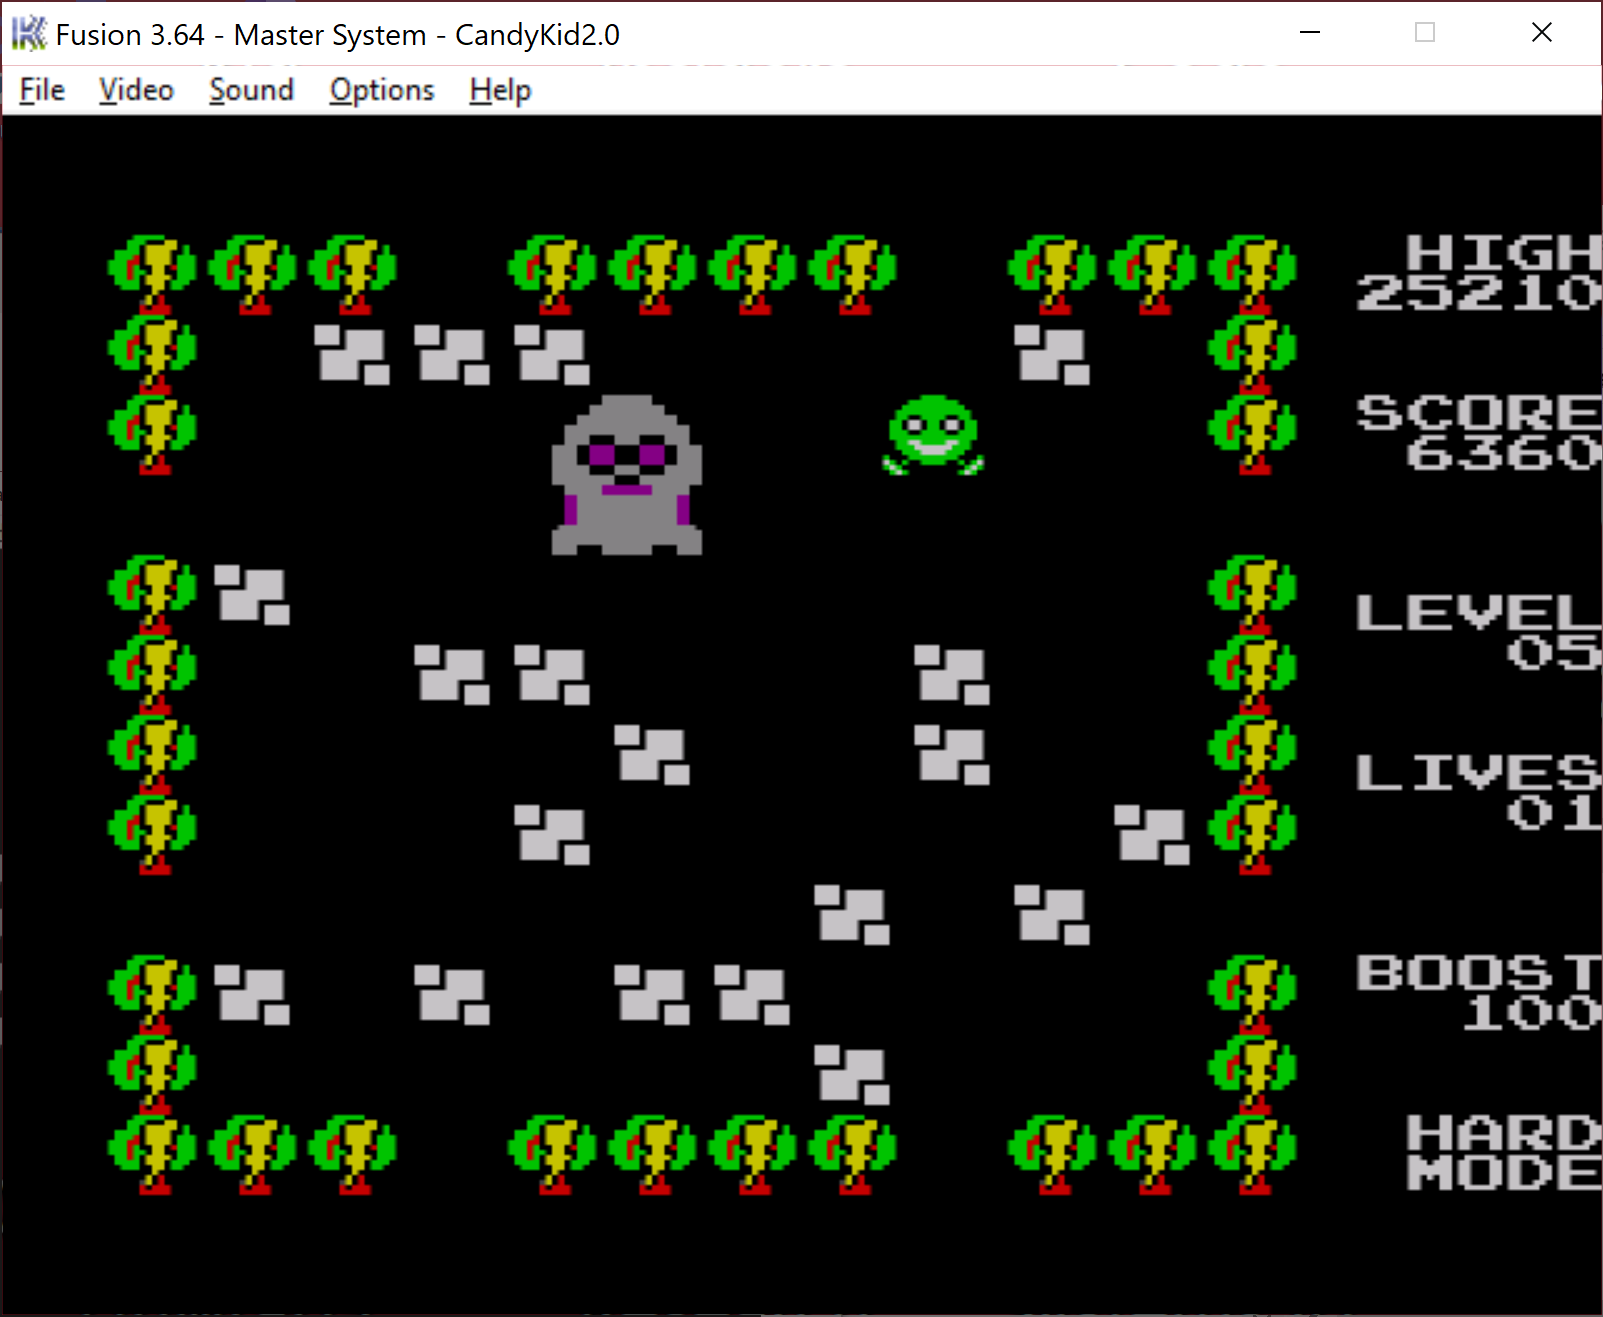 Fusion 3.64 - Master System - CandyKid2.0
File Video Sound Options Help
HIGH
25210
SCORE
6360
LEVEL
05
LIVES
01
BOOST
100
HARD
MODE